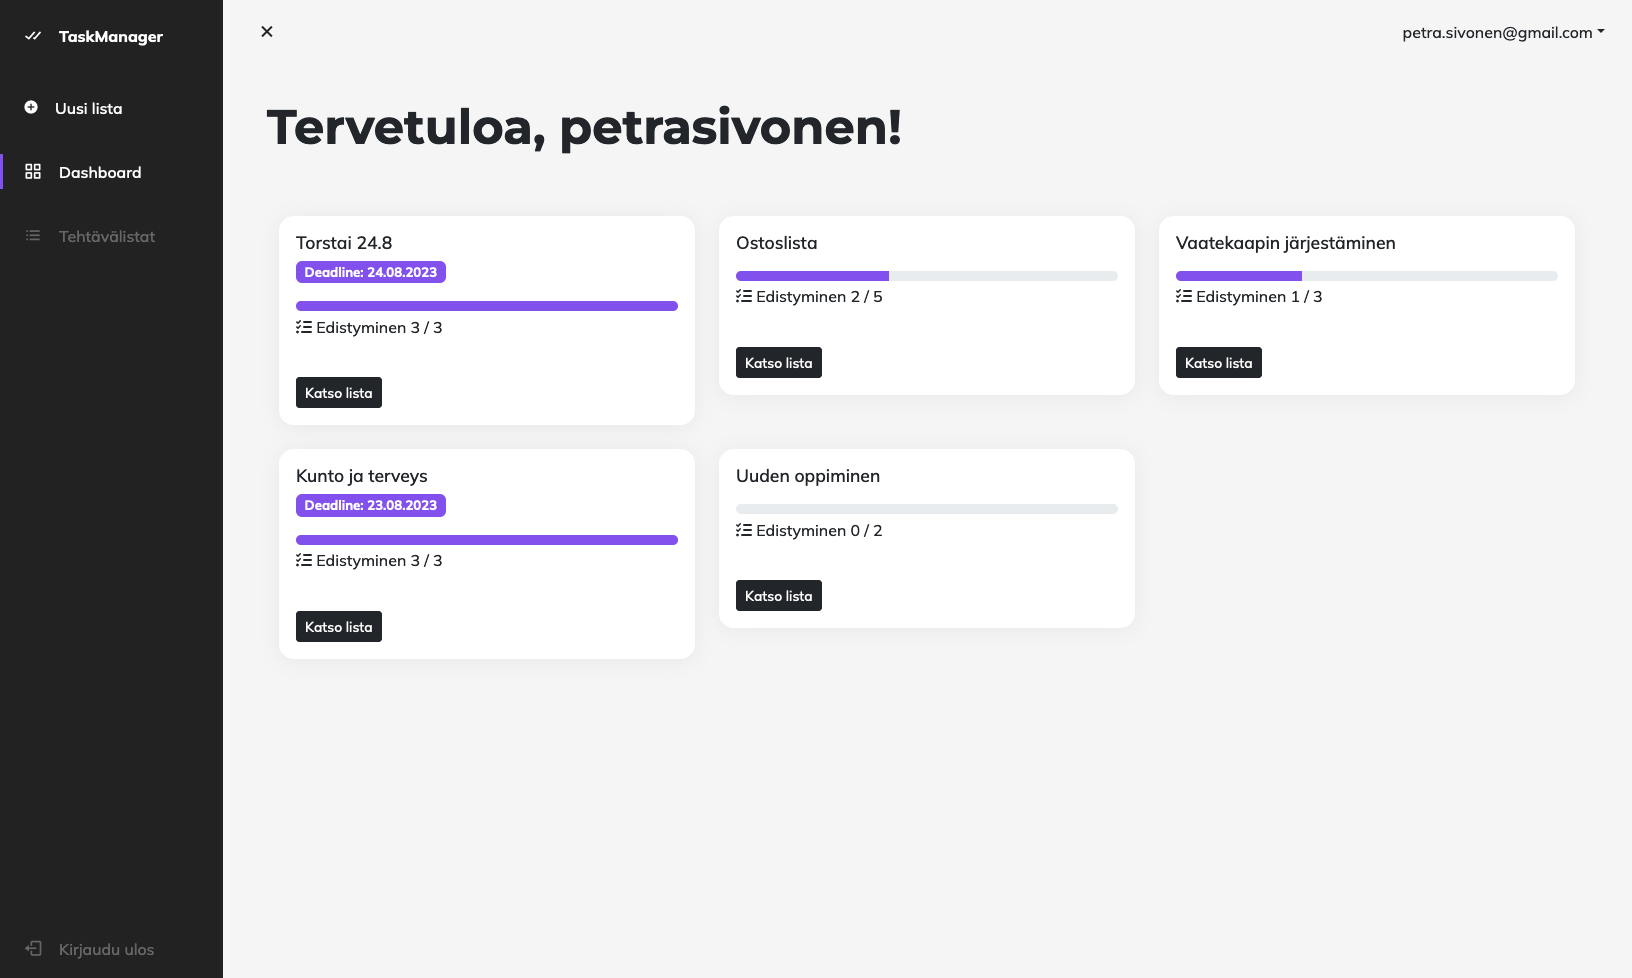 TaskManager
Uusi lista
Dashboard
Tehtävälistat
Kirjaudu ulos
petra.sivonen@gmail.com
Tervetuloa, petrasivonen!
Torstai 24.8
Deadline: 24.08.2023
Edistyminen 3 / 3
Katso lista
Ostoslista
Edistyminen 2 / 5
Katso lista
Vaatekaapin järjestäminen
Edistyminen 1 / 3
Katso lista
Kunto ja terveys
Deadline: 23.08.2023
Edistyminen 3 / 3
Katso lista
Uuden oppiminen
Edistyminen 0 / 2
Katso lista